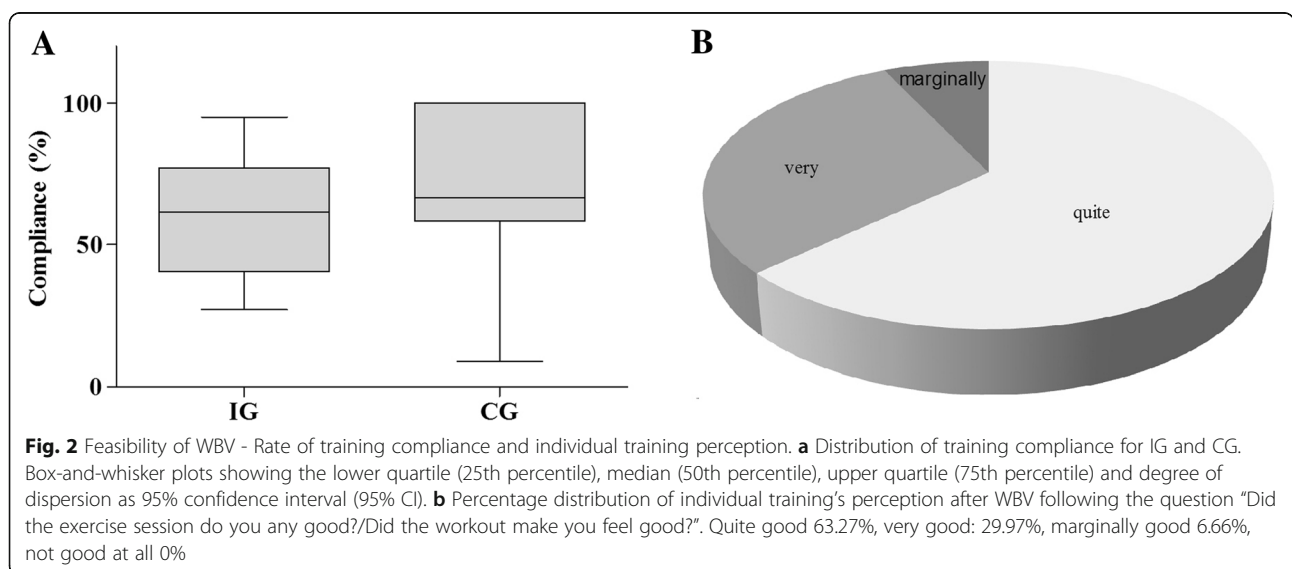 A
B
Compliance (%)
100
50
0
IG
CG
marginally
very
quite
Fig. 2 Feasibility of WBV - Rate of training compliance and individual training perception. a Distribution of training compliance for IG and CG.
Box-and-whisker plots showing the lower quartile (25th percentile), median (50th percentile), upper quartile (75th percentile) and degree of
dispersion as 95% confidence interval (95% CI). b Percentage distribution of individual training's perception after WBV following the question “Did
the exercise session do you any good?/Did the workout make you feel good?”. Quite good 63.27%, very good: 29.97%, marginally good 6.66%,
not good at all 0%